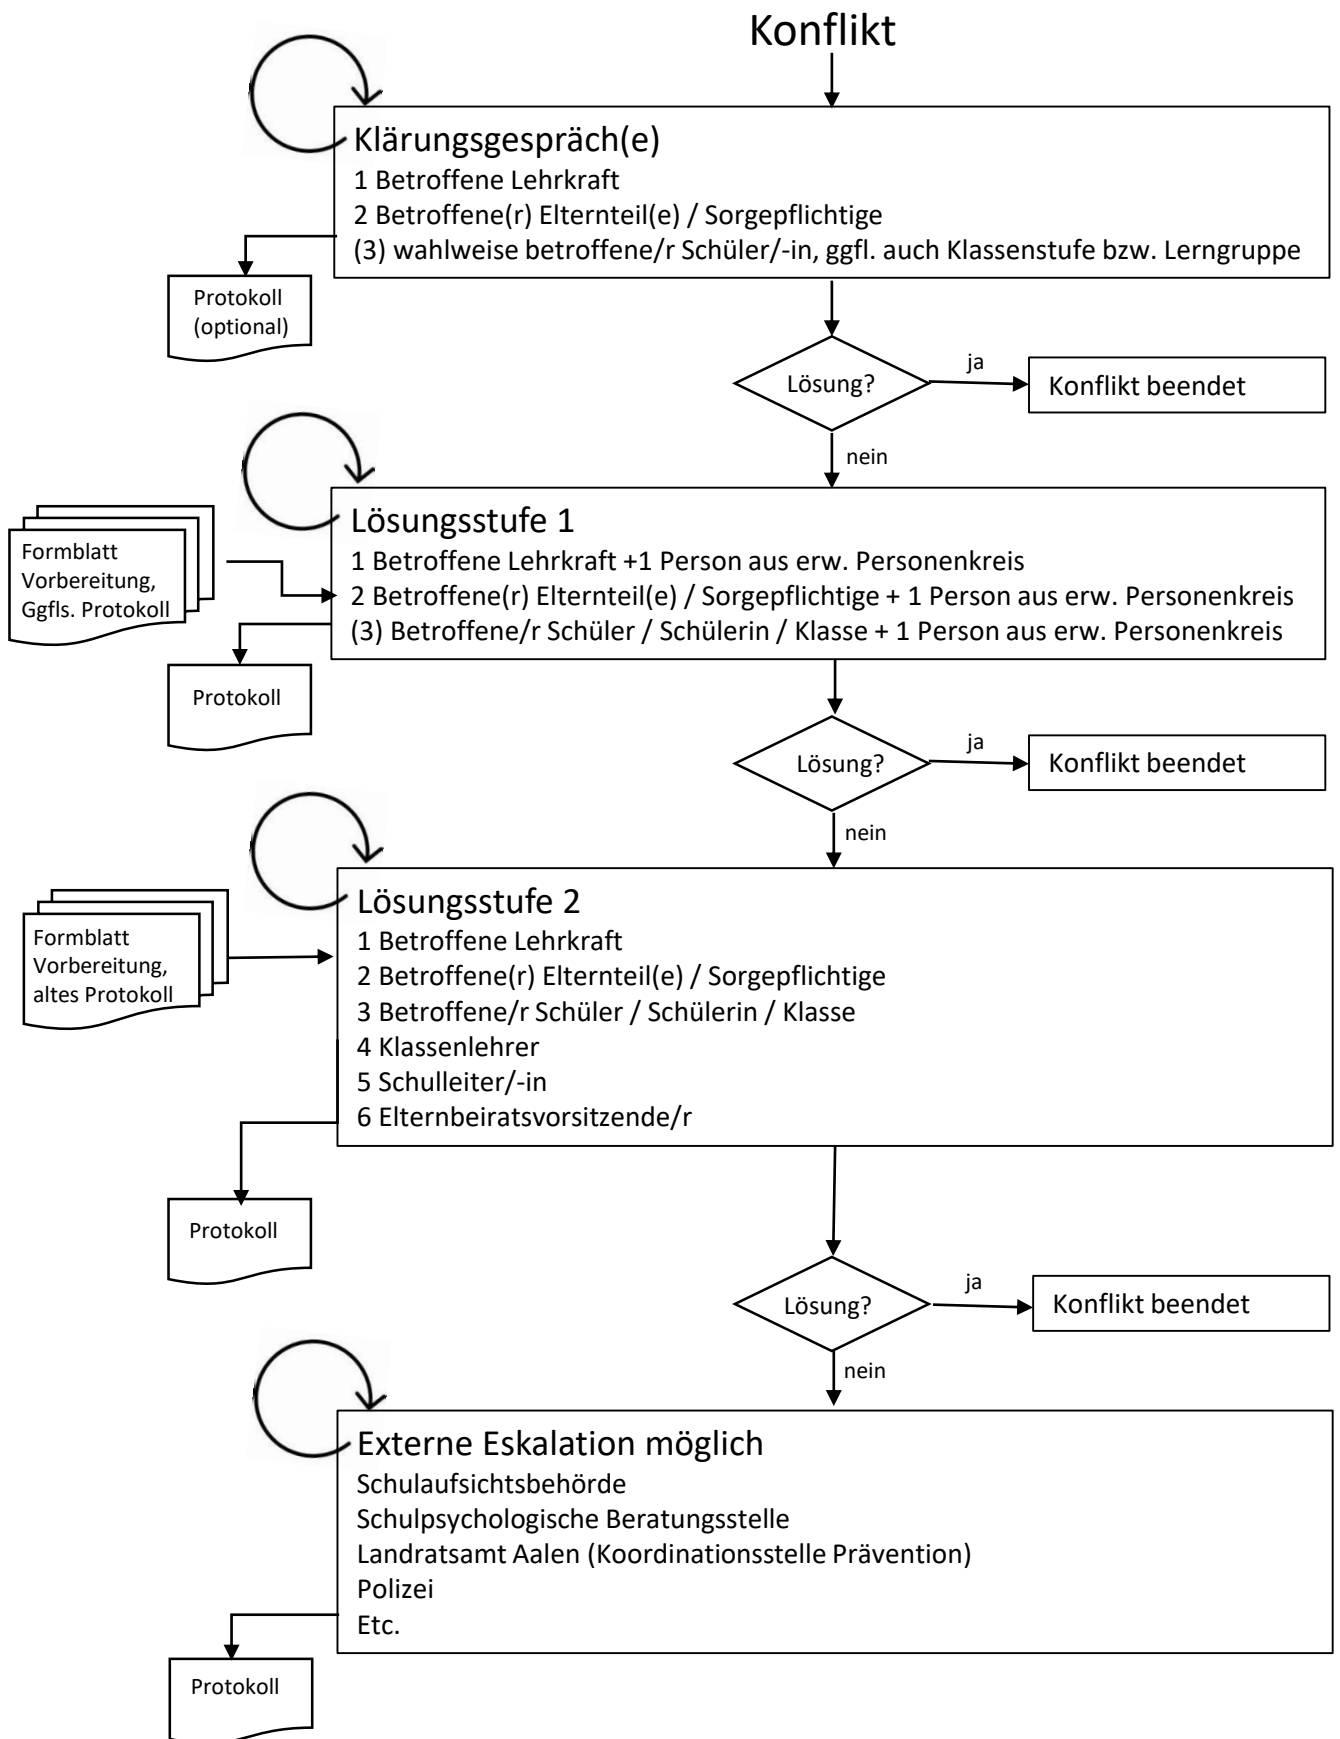 Konflikt
Klärungsgespräch(e)
1 Betroffene Lehrkraft
2 Betroffene(r) Elternteil(e) / Sorgepflichtige
(3) wahlweise betroffene/r Schüler/-in, ggfl. auch Klassenstufe bzw. Lerngruppe
Protokoll
(optional)
Lösung?
ja
Konflikt beendet
nein
Lösungsstufe 1
1 Betroffene Lehrkraft +1 Person aus erw. Personenkreis
2 Betroffene(r) Elternteil(e) / Sorgepflichtige + 1 Person aus erw. Personenkreis
(3) Betroffene/r Schüler / Schülerin / Klasse + 1 Person aus erw. Personenkreis
Formblatt
Vorbereitung,
Ggfls. Protokoll
Protokoll
Lösung?
ja
Konflikt beendet
nein
Lösungsstufe 2
1 Betroffene Lehrkraft
2 Betroffene(r) Elternteil(e) / Sorgepflichtige
3 Betroffene/r Schüler / Schülerin / Klasse
4 Klassenlehrer
5 Schulleiter/-in
6 Elternbeiratsvorsitzende/r
Formblatt
Vorbereitung,
altes Protokoll
Protokoll
Lösung?
ja
Konflikt beendet
nein
Externe Eskalation möglich
Schulaufsichtsbehörde
Schulpsychologische Beratungsstelle
Landratsamt Aalen (Koordinationsstelle Prävention)
Polizei
Etc.
Protokoll